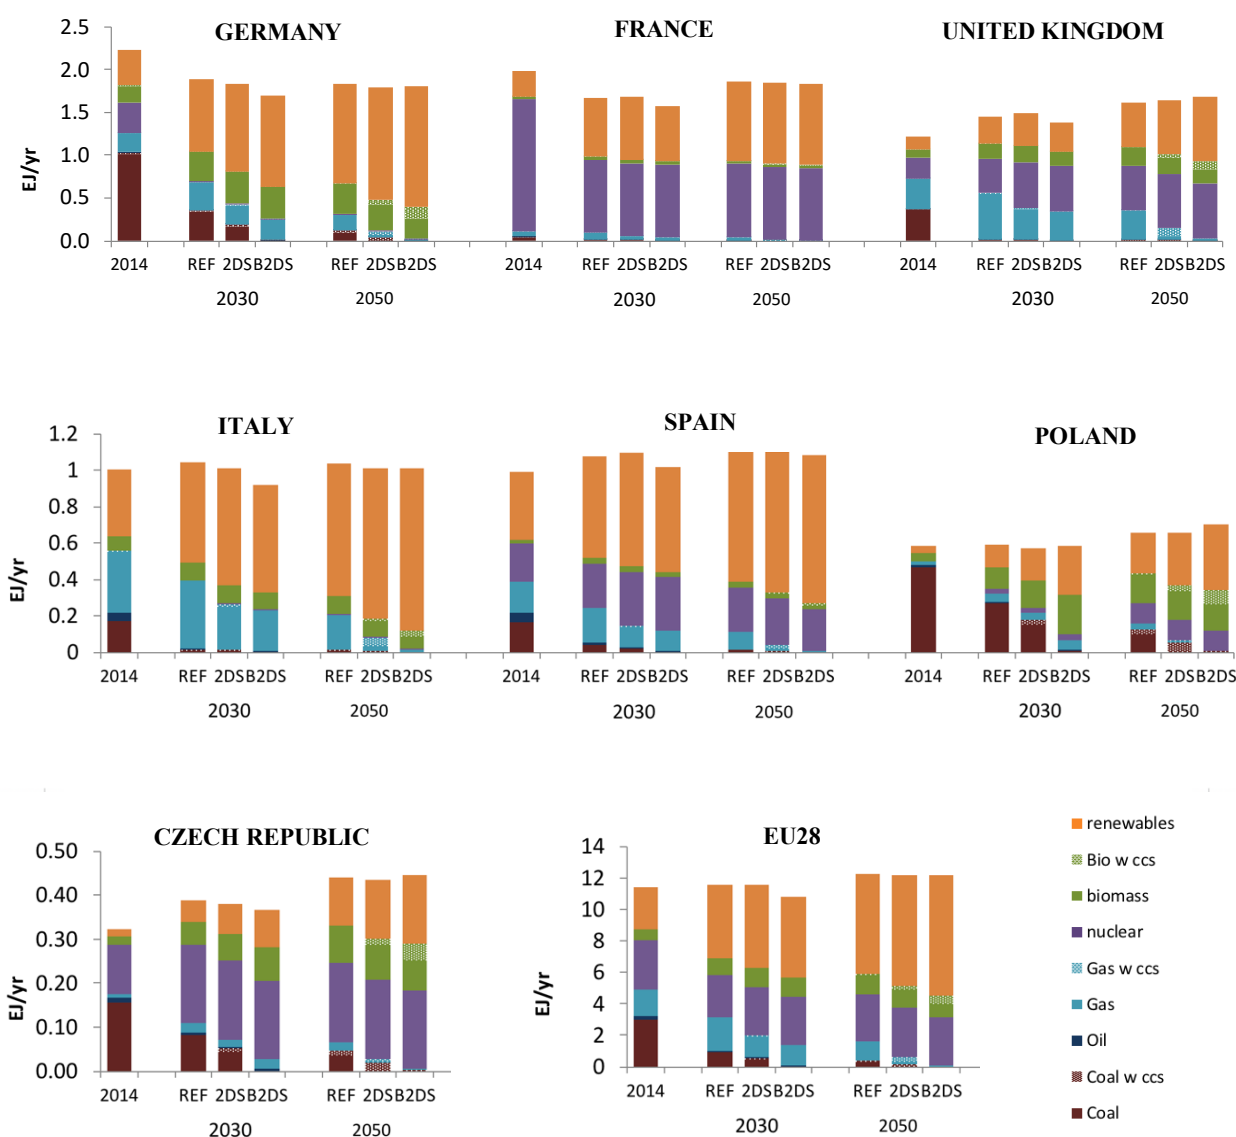 GERMANY FRANCE UNITED KINGDOM
EJ/yr
2.5
2.0
1.5
1.0
0.5
0.0
2014 REF 2DSB2DS REF 2DSB2DS 2014 REF 2DSB2DS REF 2DSB2DS 2014 REF 2DSB2DS REF 2DSB2DS
2030 2050 2030 2050 2030 2050
ITALY SPAIN POLAND
EJ/yr
1.2
1
0.8
0.6
0.4
0.2
0
2014 REF 2DSB2DS REF 2DSB2DS 2014 REF 2DSB2DS REF 2DSB2DS 2014 REF 2DSB2DS REF 2DSB2DS
2030 2050 2030 2050 2030 2050
CZECH REPUBLIC
EJ/yr
0.50
0.40
0.30
0.20
0.10
0.00
2014 REF 2DSB2DS REF 2DSB2DS
2030 2050
EU28
EJ/yr
14
12
10
8
6
4
2
0
2014 REF 2DSB2DS REF 2DSB2DS
2030 2050
renewables
Bio w ccs
biomass
nuclear
Gas w ccs
Gas
Oil
Coal w ccs
Coal